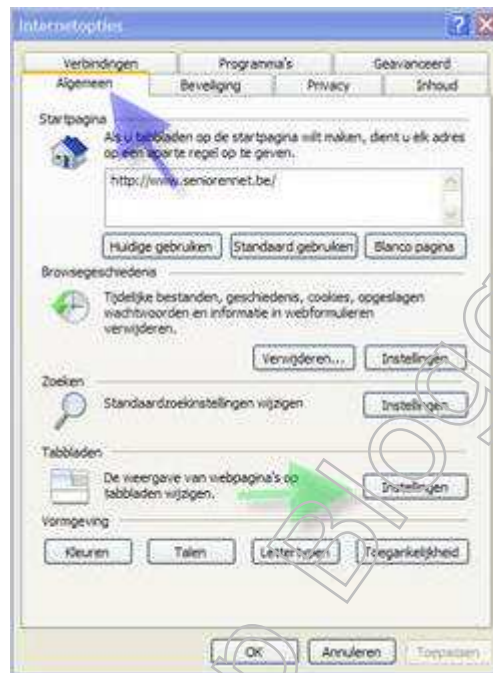 Internetopties
Verbindingen Programma's Geavanceerd
Algemeen Beveiliging Privacy Inhoud
Startpagina
Als u tabbladen op de startpagina wilt maken, dient u elk adres
op een aparte regel op te geven.
http://www.seniorennet.be/
Huidige gebruiken Standaard gebruiken Blanco pagina
Browsegeschiedenis
Tijdelijke bestanden, geschiedenis, cookies, opgeslagen
wachtwoorden en informatie in webformulieren
verwijderen.
Verwijderen... Instellingen
Zoeken
Standaardzoekinstellingen wijzigen Instellingen
Tabbladen
De weergave van webpagina's op
tabbladen wijzigen. Instellingen
Vormgeving
Kleuren Talen Lettertypen Toegankelijkheid
OK Annuleren Toepassen